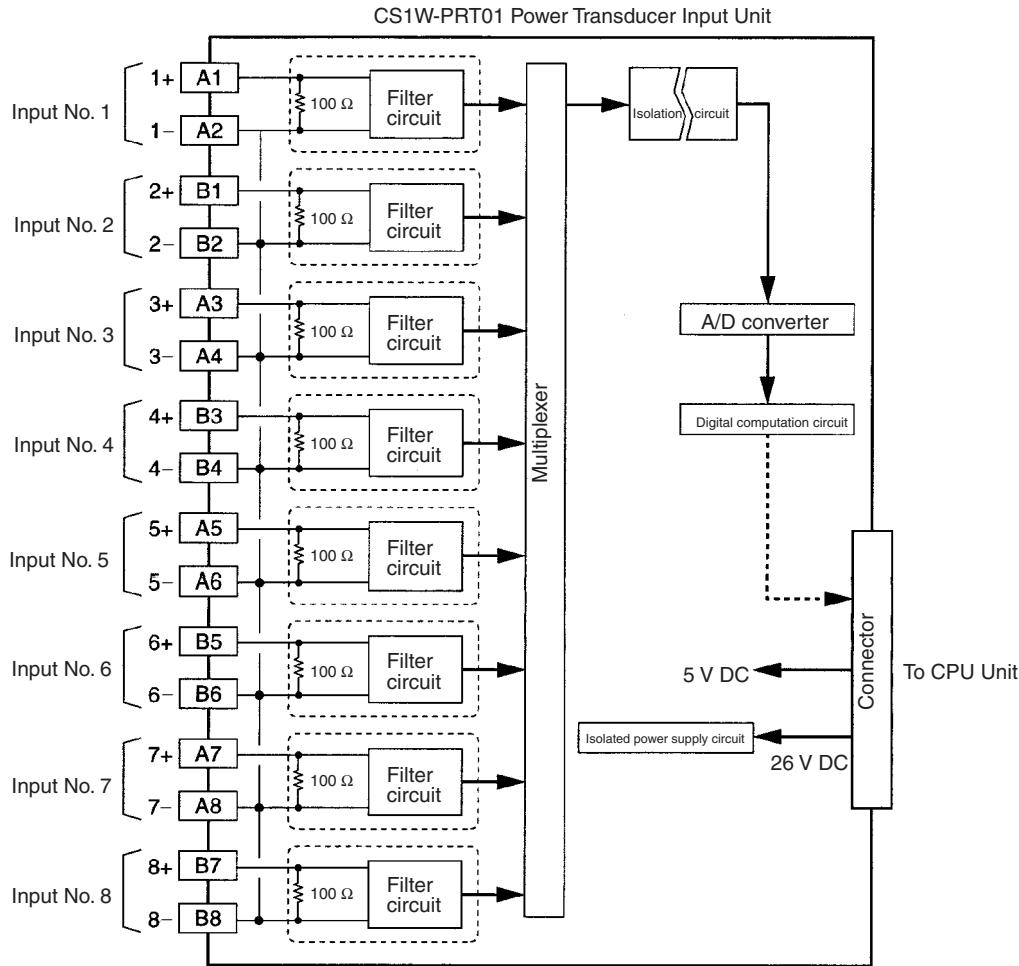 CS1W-PRT01 Power Transducer Input Unit
Input No. 1
1+
A1
1−
A2
100 Ω
Filter
circuit
Input No. 2
2+
B1
2−
B2
100 Ω
Filter
circuit
Input No. 3
3+
A3
3−
A4
100 Ω
Filter
circuit
Input No. 4
4+
B3
4−
B4
100 Ω
Filter
circuit
Input No. 5
5+
A5
5−
A6
100 Ω
Filter
circuit
Input No. 6
6+
B5
6−
B6
100 Ω
Filter
circuit
Input No. 7
7+
A7
7−
A8
100 Ω
Filter
circuit
Input No. 8
8+
B7
8−
B8
100 Ω
Filter
circuit
Multiplexer
Isolation circuit
A/D converter
Digital computation circuit
Connector
To CPU Unit
5 V DC
Isolated power supply circuit
26 V DC